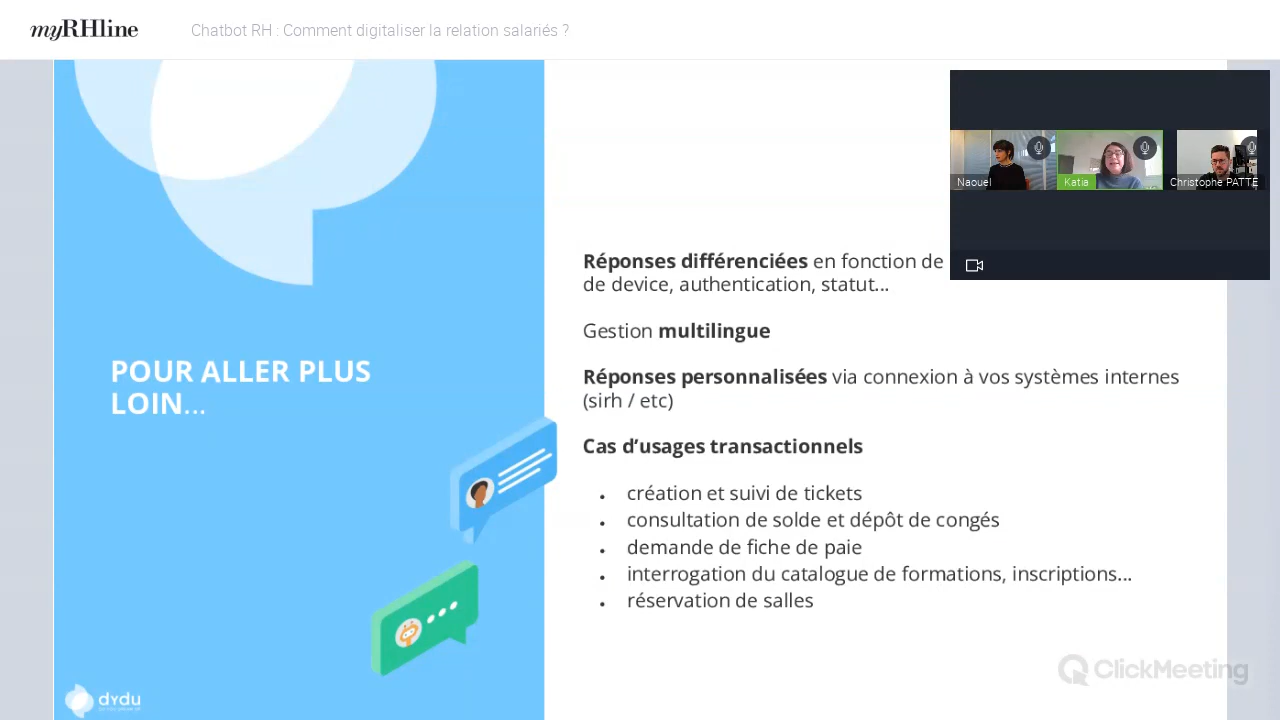 myRHline
Chatbot RH : Comment digitaliser la relation salariés ?
Naouel
Katia
Christophe PATTE
Réponses différenciées en fonction de
de device, authentication, statut...
Gestion multilingue
Réponses personnalisées via connexion à vos systèmes internes
(sirh / etc)
Cas d'usages transactionnels
• création et suivi de tickets
• consultation de solde et dépôt de congés
• demande de fiche de paie
• interrogation du catalogue de formations, inscriptions...
• réservation de salles
POUR ALLER PLUS
LOIN...
dydu
ClickMeeting